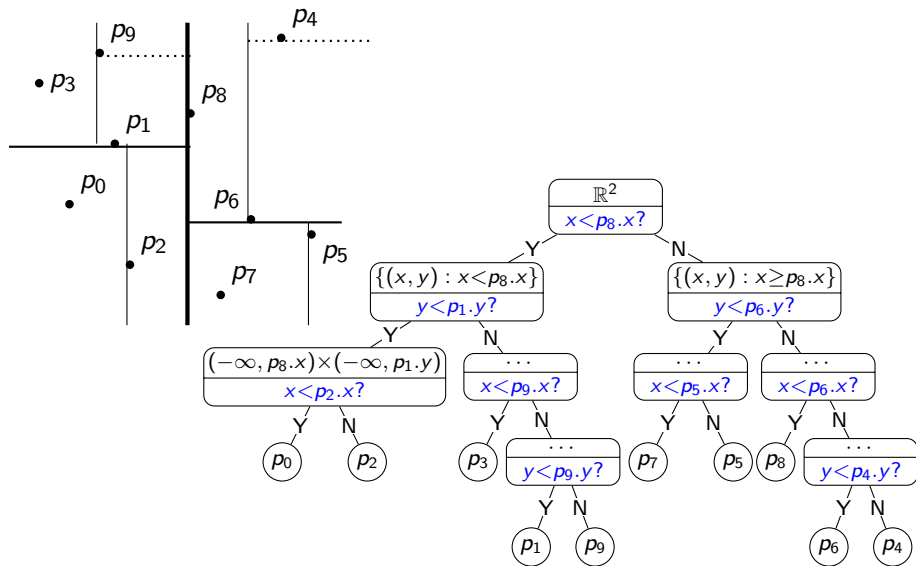 p₄
p₉
p₃
p₈
p₁
p₀
p₆
p₂
p₅
p₇
ℝ²
x<p₈.x?
Y N
{(x, y) : x<p₈.x} {(x, y) : x≥p₈.x}
y<p₁.y? y<p₆.y?
Y N Y N
(−∞, p₈.x)×(−∞, p₁.y) ··· ··· ···
x<p₂.x? x<p₉.x? x<p₅.x? x<p₆.x?
Y N Y N Y N Y N
p₀ p₂ p₃ ··· p₇ p₅ p₈ ···
y<p₉.y? y<p₄.y?
Y N Y N
p₁ p₉ p₆ p₄